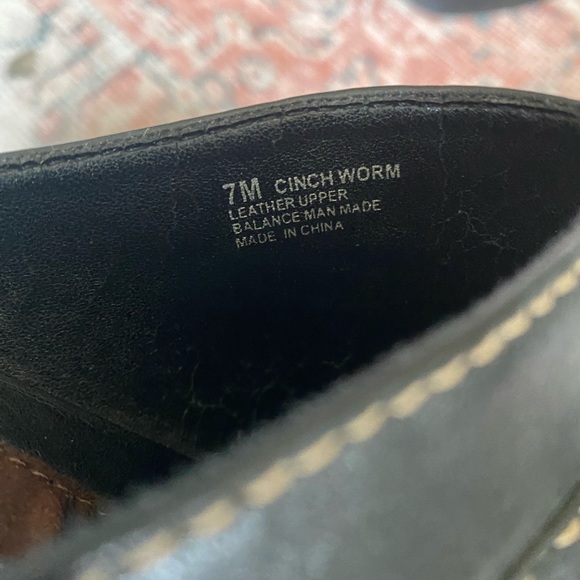 7M CINCH WORM
LEATHER UPPER
BALANCE MAN MADE
MADE IN CHINA